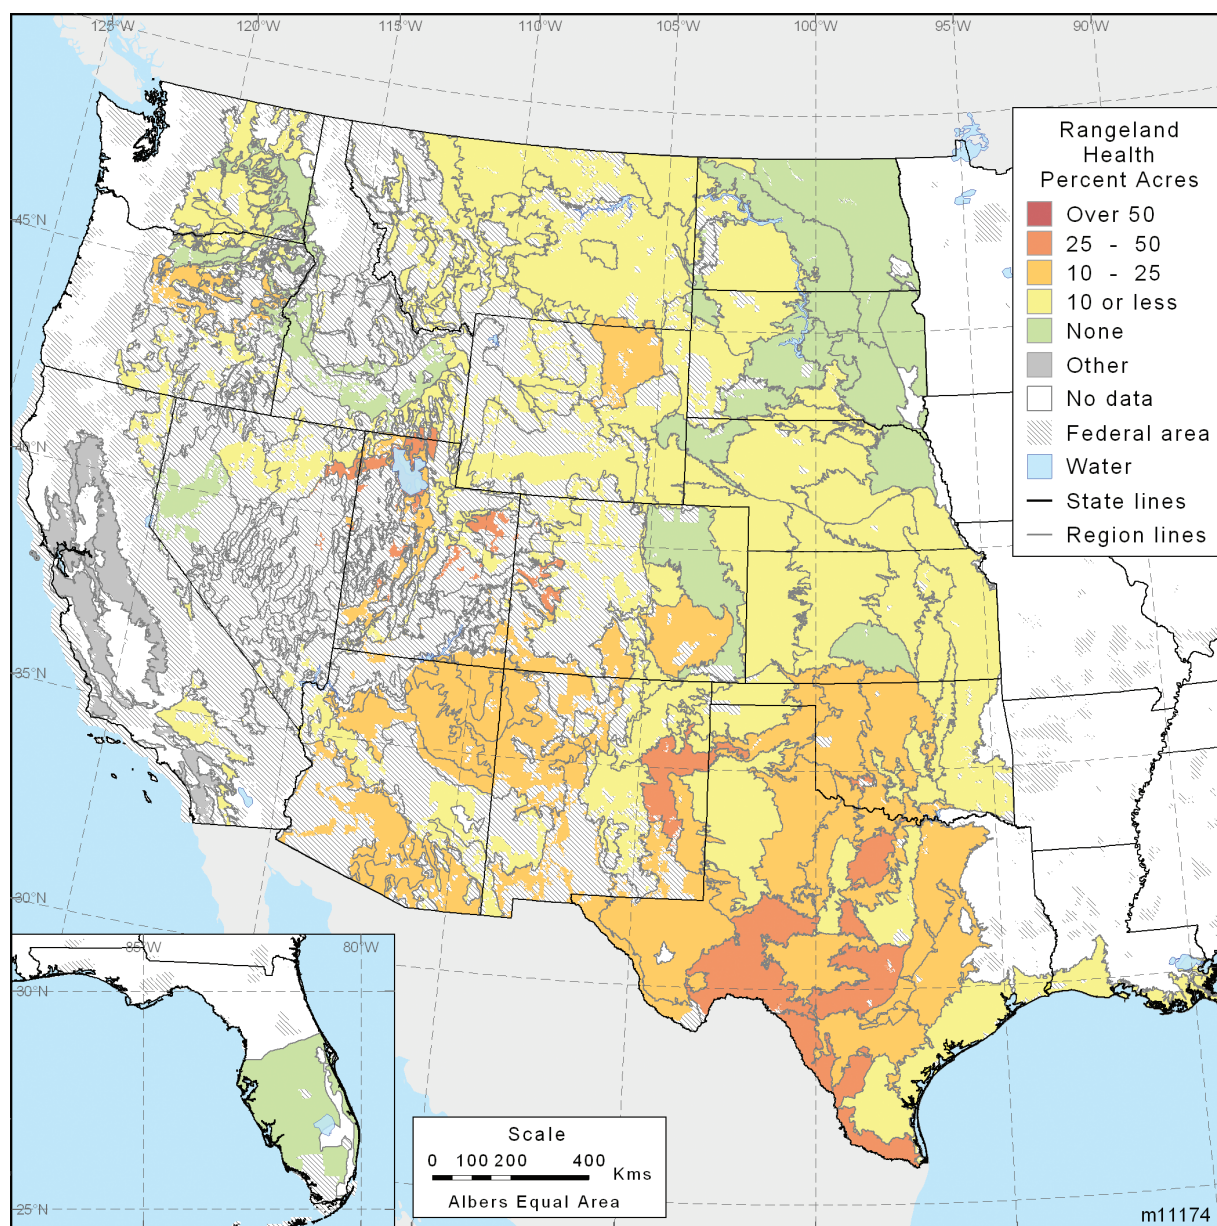 125°W 120°W 115°W 110°W 105°W 100°W 95°W 90°W
45°N
40°N
35°N
30°N
Rangeland
Health
Percent Acres
Over 50
25 - 50
10 - 25
10 or less
None
Other
No data
Federal area
Water
State lines
Region lines
85°W 80°W
30°N
25°N
Scale
0 100 200 400 Kms
Albers Equal Area
m11174